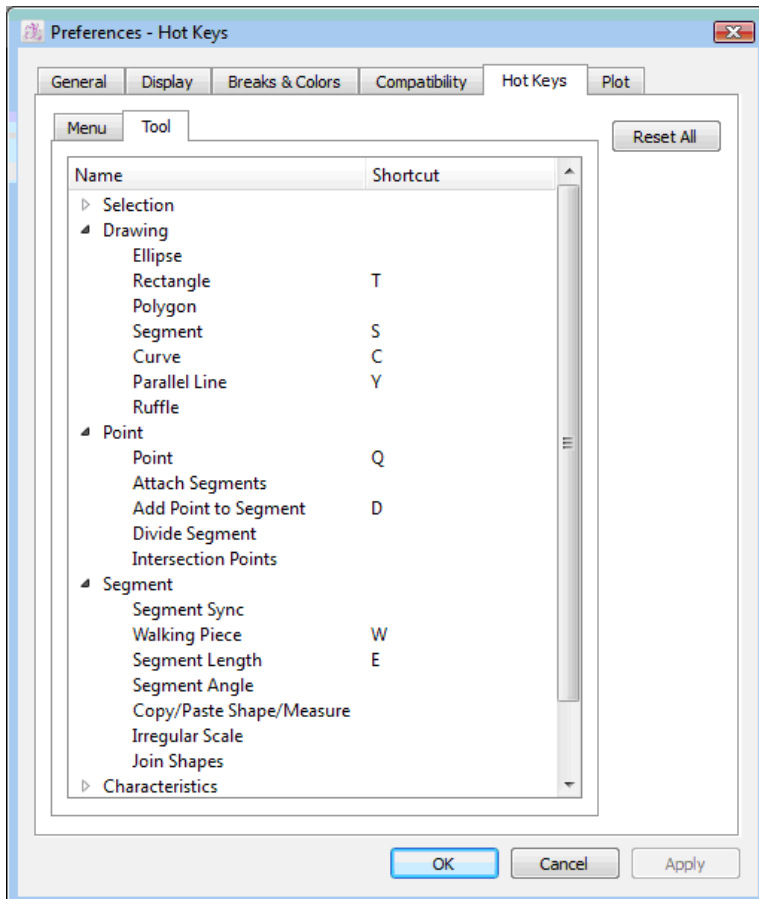 Preferences - Hot Keys
General Display Breaks & Colors Compatibility Hot Keys Plot
Menu Tool
Reset All
Name Shortcut
Selection
Drawing
Ellipse
Rectangle T
Polygon
Segment S
Curve C
Parallel Line Y
Ruffle
Point
Point Q
Attach Segments
Add Point to Segment D
Divide Segment
Intersection Points
Segment
Segment Sync
Walking Piece W
Segment Length E
Segment Angle
Copy/Paste Shape/Measure
Irregular Scale
Join Shapes
Characteristics
OK Cancel Apply